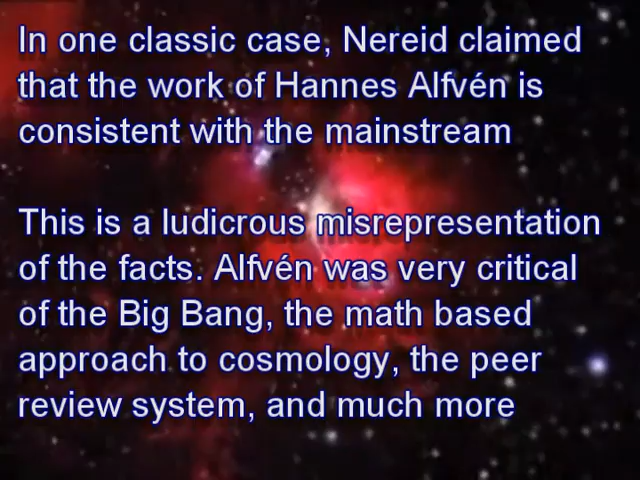 In one classic case, Nereid claimed
that the work of Hannes Alfvén is
consistent with the mainstream
This is a ludicrous misrepresentation
of the facts. Alfvén was very critical
of the Big Bang, the math based
approach to cosmology, the peer
review system, and much more